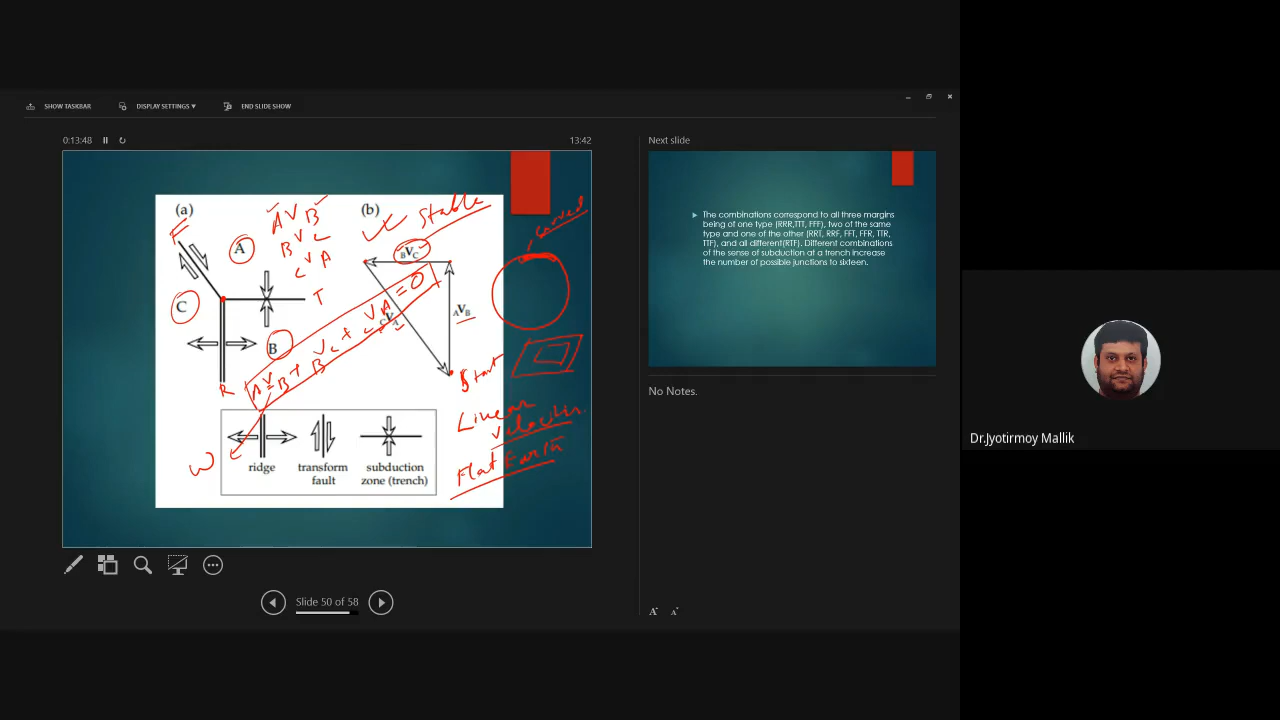 SHOW TASKBAR
DISPLAY SETTINGS ▾
END SLIDE SHOW
0:13:48
13:42
Next slide
(a)
(b)
F
A V B
B V C
C V A
✓✓ Stable
curved
A
BVC
C
T
AVB
CVA
B
AVB + BVC + CVA = 0
R
Start
Linear
Flat Earth
W
ridge
transform
fault
subduction
zone (trench)
The combinations correspond to all three margins
being of one type (RRR,TTT, FFF), two of the same
type and one of the other (RRT, RRF, FFT, FFR, TTR,
TTF), and all different(RTF). Different combinations
of the sense of subduction at a trench increase
the number of possible junctions to sixteen.
No Notes.
Dr.Jyotirmoy Mallik
Slide 50 of 58
A
A